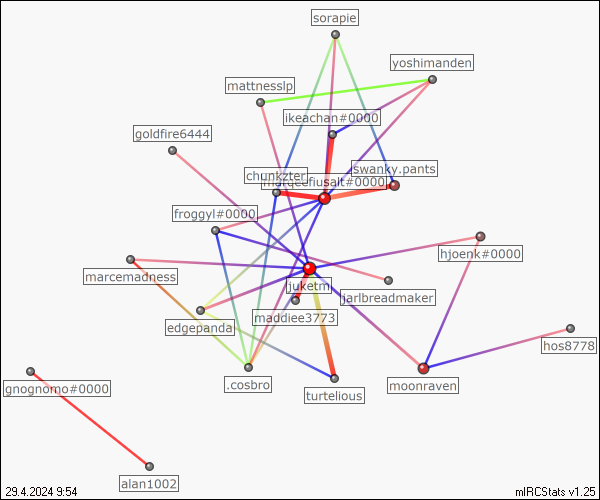 sorapie
yoshimanden
mattnesslp
ikeachan#0000
goldfire6444
swanky.pants
chunkzter
#0000
froggyl#0000
hjoenk#0000
marcemadness
juketm
jarlbreadmaker
maddiee3773
edgepanda
hos8778
.cosbro
moonraven
gnognomo#0000
turtelious
alan1002
29.4.2024 9:54
mIRCStats v1.25